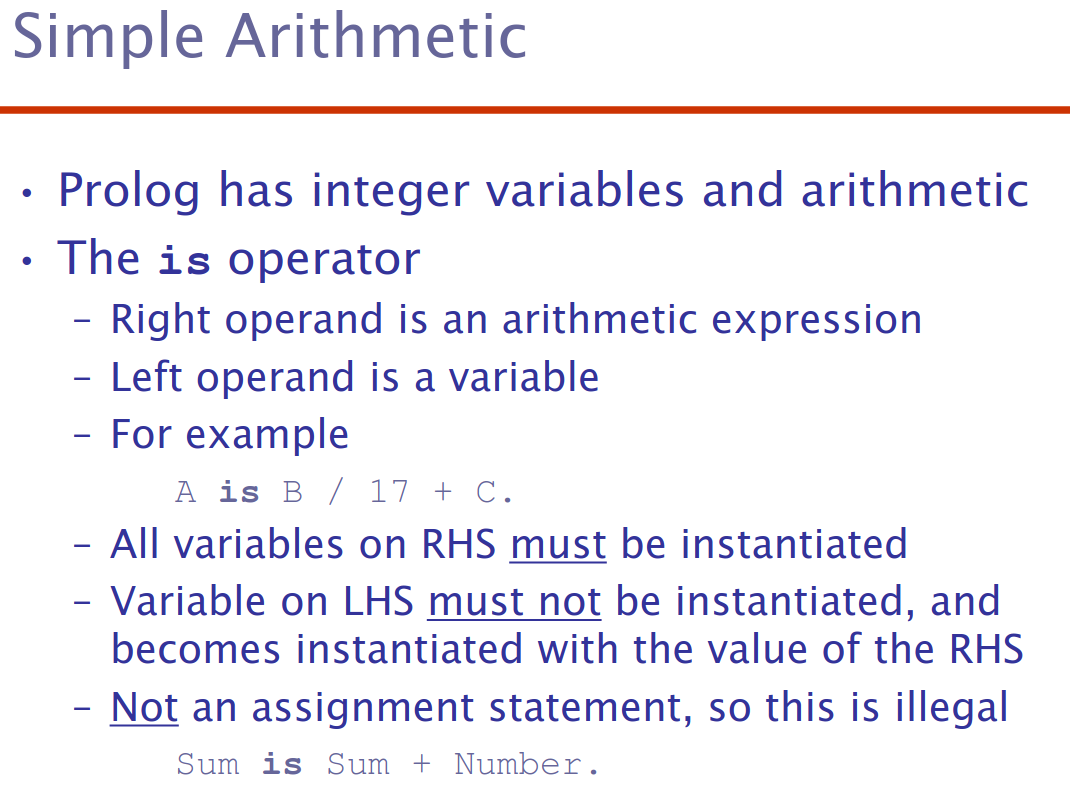 Simple Arithmetic
• Prolog has integer variables and arithmetic
• The is operator
– Right operand is an arithmetic expression
– Left operand is a variable
– For example
A is B / 17 + C.
– All variables on RHS must be instantiated
– Variable on LHS must not be instantiated, and
becomes instantiated with the value of the RHS
– Not an assignment statement, so this is illegal
Sum is Sum + Number.